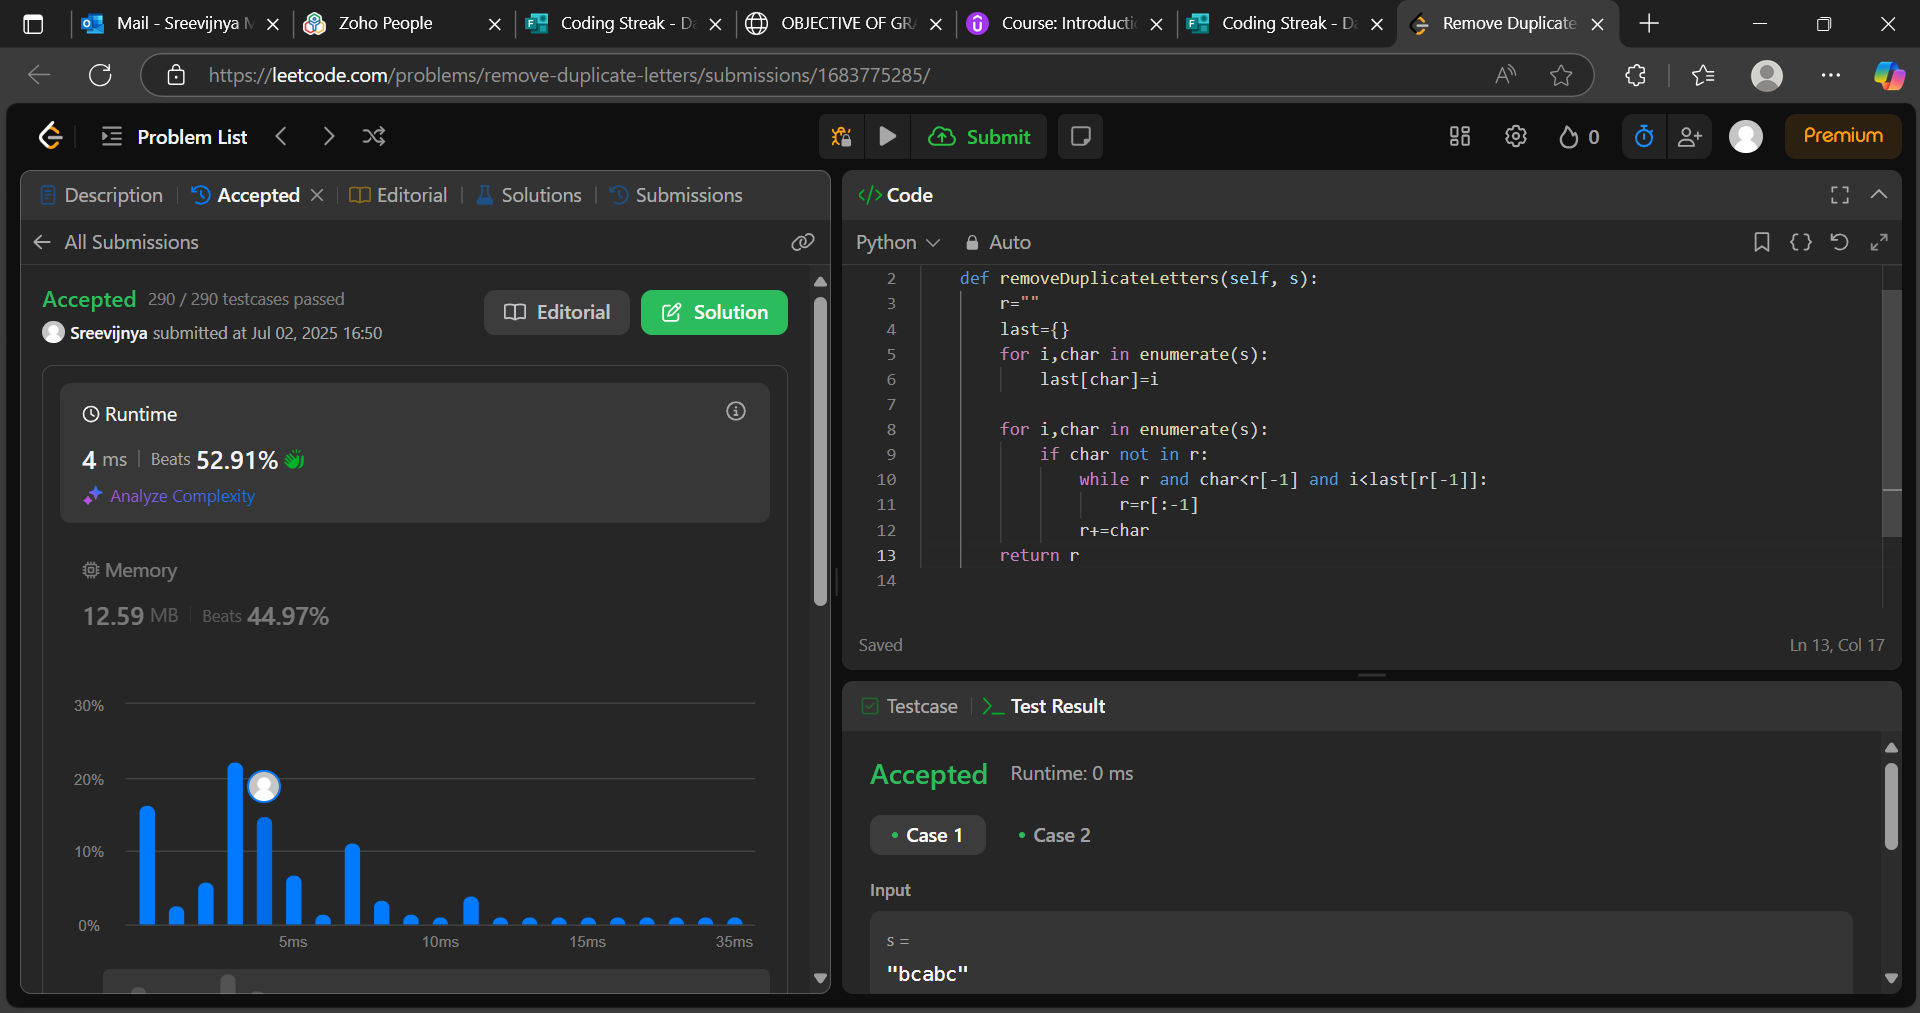 Mail - Sreevijnya M
Zoho People
Coding Streak - Da
OBJECTIVE OF GRA
Course: Introductio
Coding Streak - Da
Remove Duplicate
https://leetcode.com/problems/remove-duplicate-letters/submissions/1683775285/
Problem List
Submit
0
Premium
Description
Accepted
Editorial
Solutions
Submissions
All Submissions
Accepted 290 / 290 testcases passed
Sreevijnya submitted at Jul 02, 2025 16:50
Editorial
Solution
Runtime
4 ms Beats 52.91%
Analyze Complexity
Memory
12.59 MB Beats 44.97%
30%
20%
10%
0%
5ms 10ms 15ms 35ms
</> Code
Python Auto
2 def removeDuplicateLetters(self, s):
3 r=""
4 last={}
5 for i,char in enumerate(s):
6 last[char]=i
7
8 for i,char in enumerate(s):
9 if char not in r:
10 while r and char<r[-1] and i<last[r[-1]]:
11 r=r[:-1]
12 r+=char
13 return r
14
Saved Ln 13, Col 17
Testcase
>_ Test Result
Accepted Runtime: 0 ms
Case 1
Case 2
Input
s =
"bcabc"